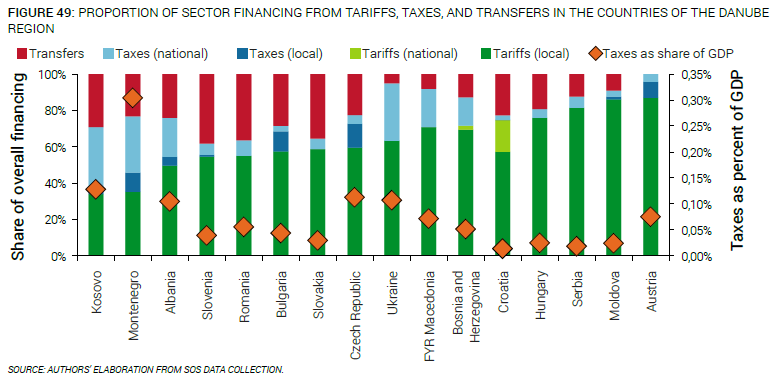 FIGURE 49: PROPORTION OF SECTOR FINANCING FROM TARIFFS, TAXES, AND TRANSFERS IN THE COUNTRIES OF THE DANUBE
REGION
Transfers Taxes (national) Taxes (local) Tariffs (national) Tariffs (local) Taxes as share of GDP
Share of overall financing
100%
80%
60%
40%
20%
0%
0,35%
0,30%
0,25%
0,20%
0,15%
0,10%
0,05%
0,00%
Taxes as percent of GDP
Kosovo
Montenegro
Albania
Slovenia
Romania
Bulgaria
Slovakia
Czech Republic
Ukraine
FYR Macedonia
Bosnia and
Herzegovina
Croatia
Hungary
Serbia
Moldova
Austria
SOURCE: AUTHORS' ELABORATION FROM SOS DATA COLLECTION.